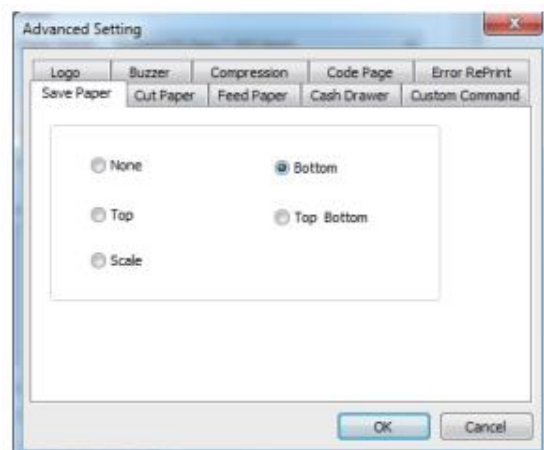 Advanced Setting
Logo Buzzer Compression Code Page Error RePrint
Save Paper Cut Paper Feed Paper Cash Drawer Custom Command
None Bottom
Top Top Bottom
Scale
OK Cancel